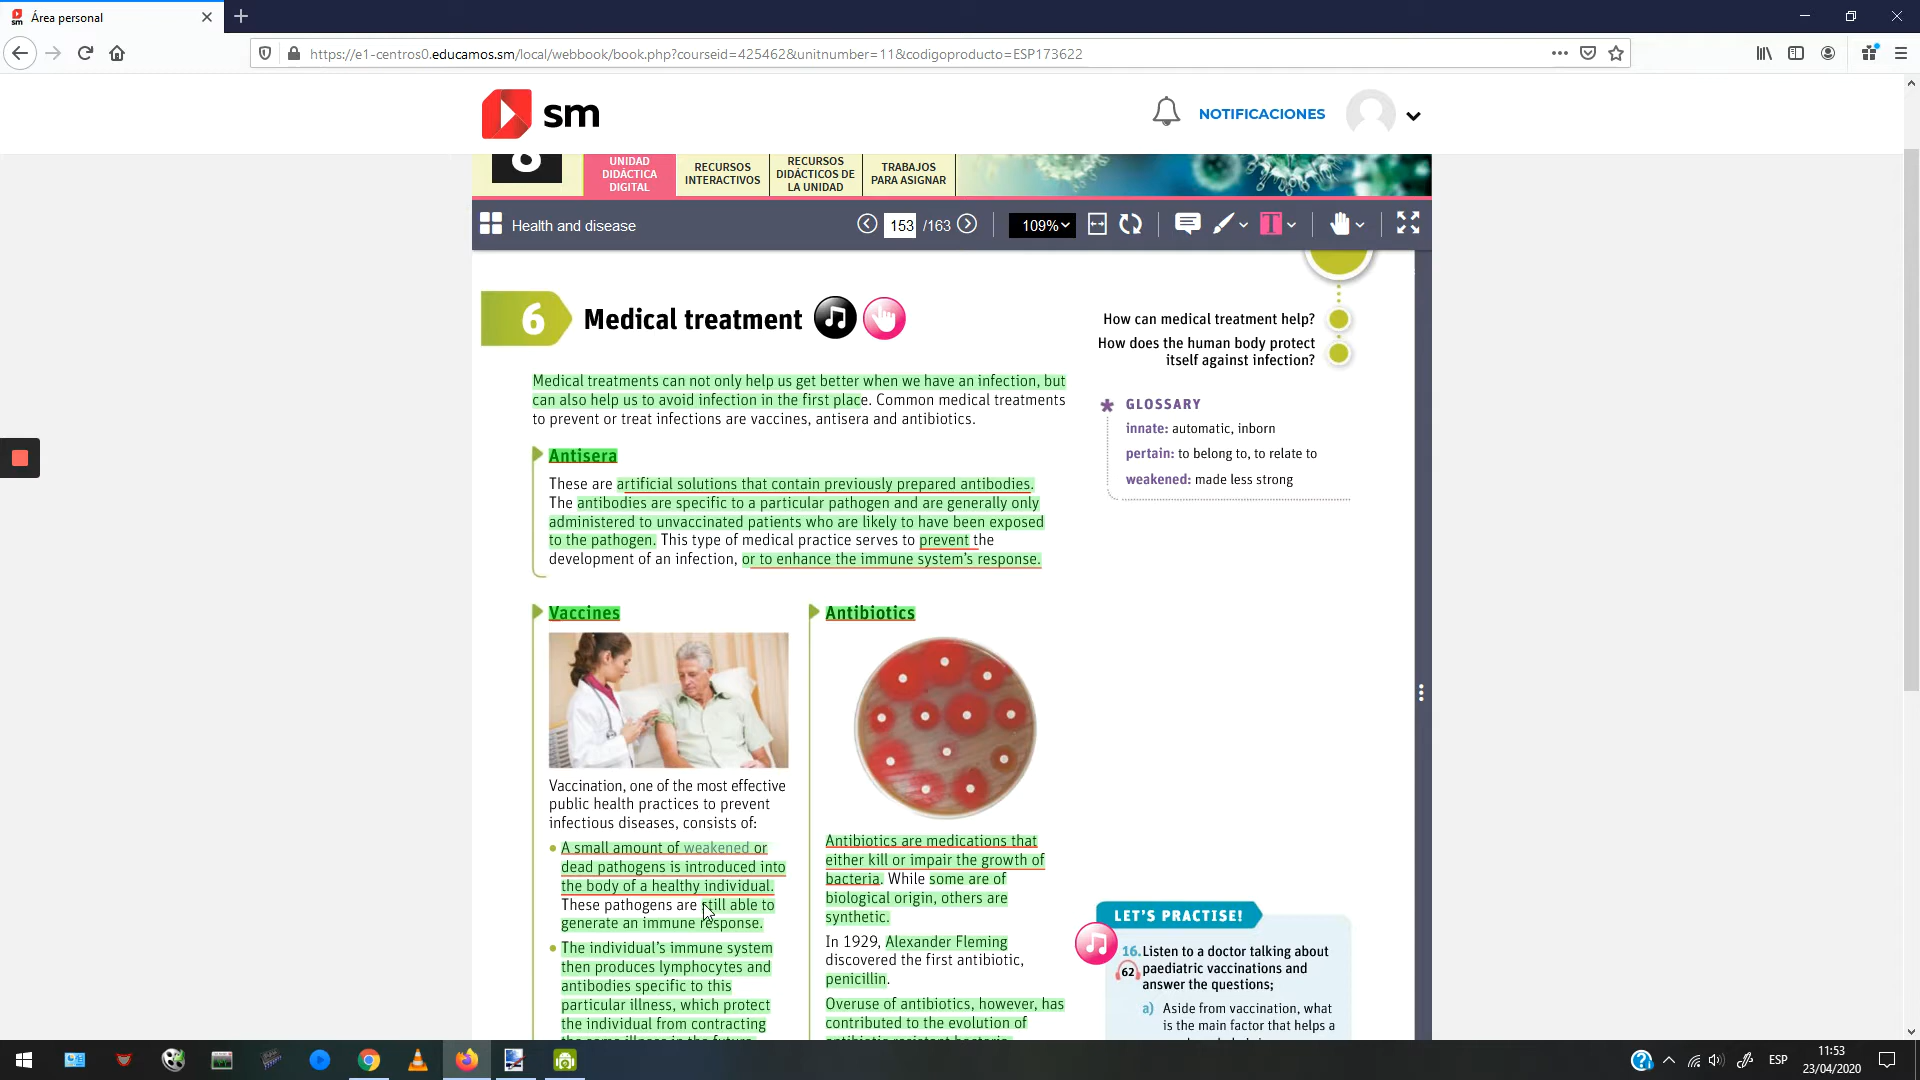 Área personal
https://e1-centros0.educamos.sm/local/webbook/book.php?courseid=425462&unitnumber=11&codigoproducto=ESP173622
sm
NOTIFICACIONES
UNIDAD
DIDÁCTICA
DIGITAL
RECURSOS
INTERACTIVOS
RECURSOS
DIDÁCTICOS DE
LA UNIDAD
TRABAJOS
PARA ASIGNAR
Health and disease
153 /163
109%
6
Medical treatment
How can medical treatment help?
How does the human body protect
itself against infection?
Medical treatments can not only help us get better when we have an infection, but
can also help us to avoid infection in the first place. Common medical treatments
to prevent or treat infections are vaccines, antisera and antibiotics.
GLOSSARY
innate: automatic, inborn
pertain: to belong to, to relate to
weakened: made less strong
Antisera
These are artificial solutions that contain previously prepared antibodies.
The antibodies are specific to a particular pathogen and are generally only
administered to unvaccinated patients who are likely to have been exposed
to the pathogen. This type of medical practice serves to prevent the
development of an infection, or to enhance the immune system's response.
Vaccines
Vaccination, one of the most effective
public health practices to prevent
infectious diseases, consists of:
A small amount of weakened or
dead pathogens is introduced into
the body of a healthy individual.
These pathogens are still able to
generate an immune response.
The individual's immune system
then produces lymphocytes and
antibodies specific to this
particular illness, which protect
the individual from contracting
the same illness in the future.
Antibiotics
Antibiotics are medications that
either kill or impair the growth of
bacteria. While some are of
biological origin, others are
synthetic.
In 1929, Alexander Fleming
discovered the first antibiotic,
penicillin.
Overuse of antibiotics, however, has
contributed to the evolution of
antibiotic resistant bacteria.
LET'S PRACTISE!
16. Listen to a doctor talking about
62 paediatric vaccinations and
answer the questions;
a) Aside from vaccination, what
is the main factor that helps a
ESP
11:53
23/04/2020